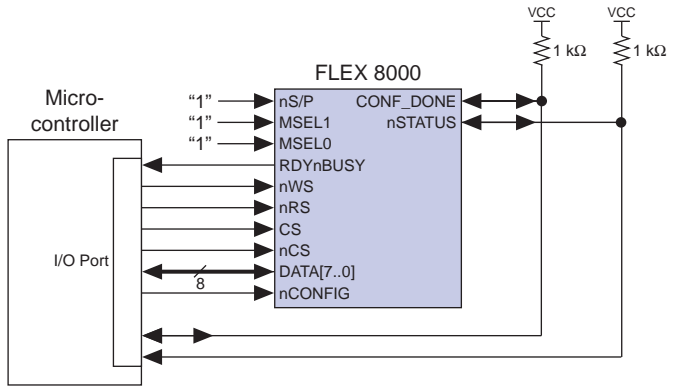 VCC
VCC
1 kΩ
1 kΩ
FLEX 8000
Micro-
controller
“1”
nS/P
CONF_DONE
“1”
MSEL1
nSTATUS
“1”
MSEL0
RDYnBUSY
nWS
nRS
CS
nCS
I/O Port
DATA[7..0]
8
nCONFIG